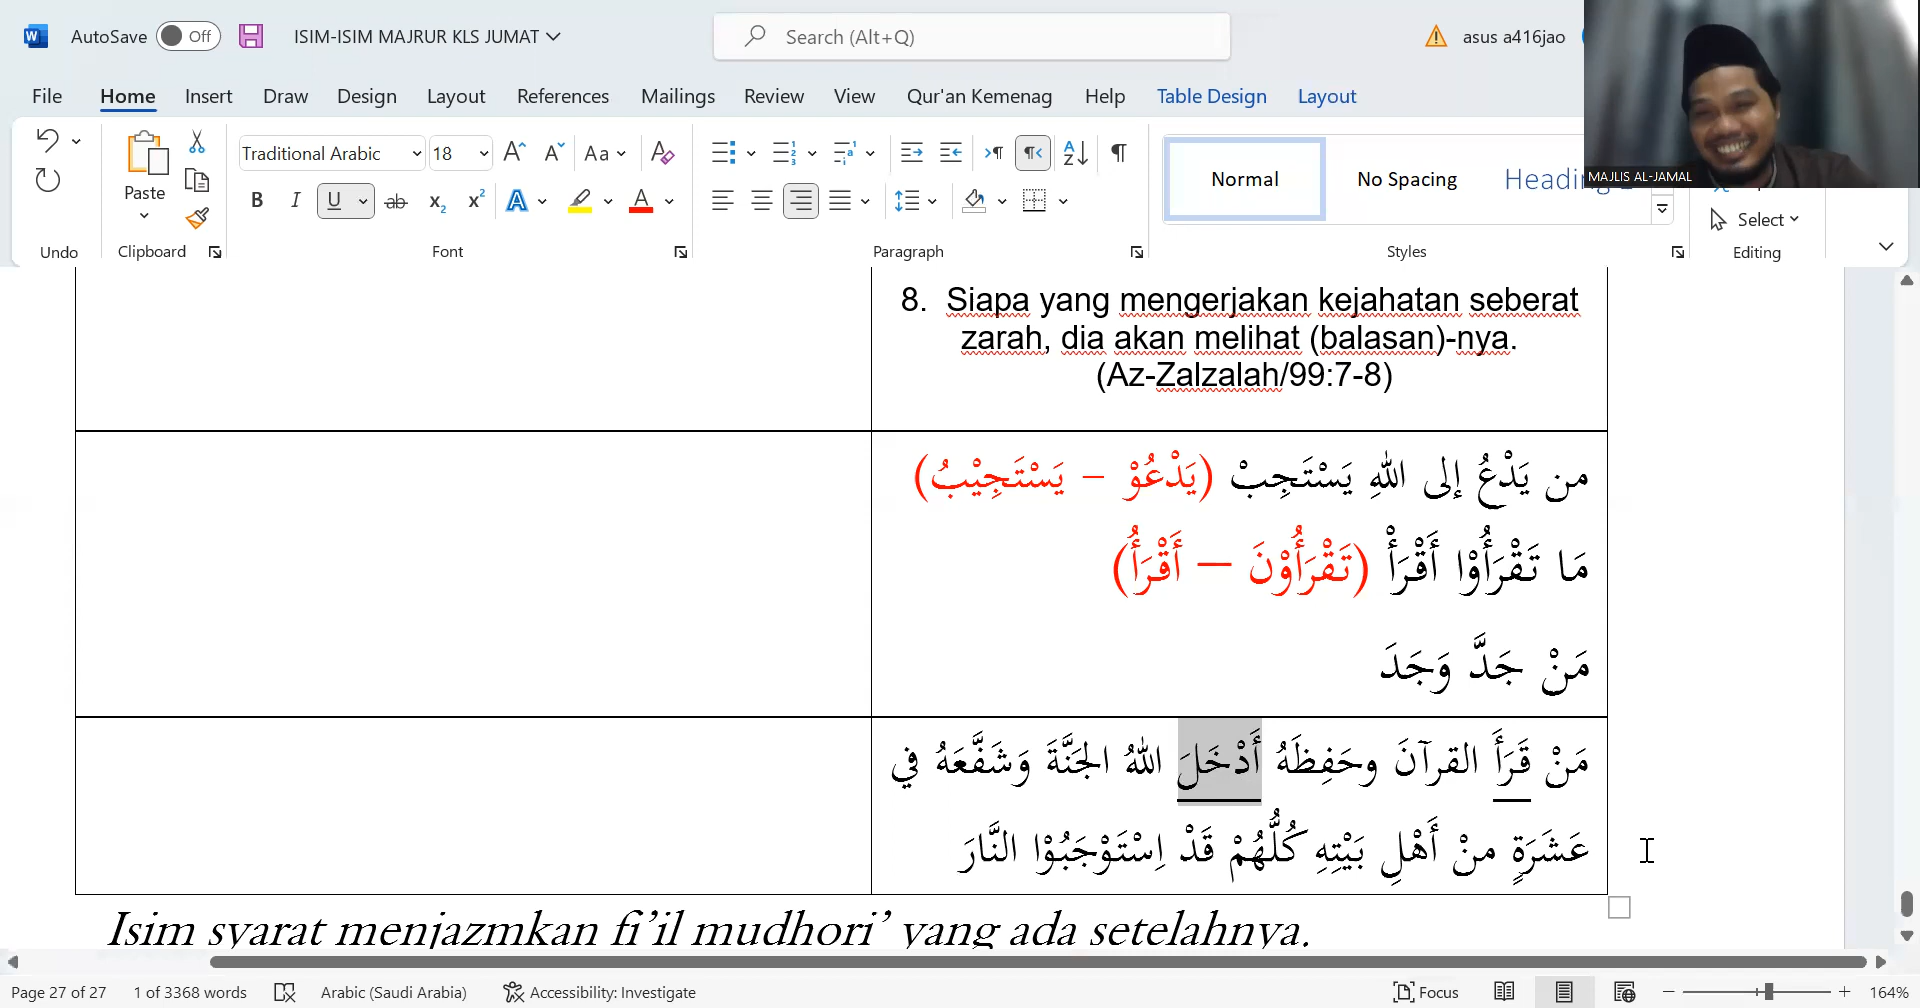 AutoSave Off ISIM-ISIM MAJRUR KLS JUMAT Search (Alt+Q) asus a416jao
File Home Insert Draw Design Layout References Mailings Review View Qur'an Kemenag Help Table Design Layout
MAJLIS AL-JAMAL
Traditional Arabic 18
Paste
Normal No Spacing Heading
Select
Undo Clipboard Font Paragraph Styles Editing
8. Siapa yang mengerjakan kejahatan seberat
zarah, dia akan melihat (balasan)-nya.
(Az-Zalzalah/99:7-8)
من يَدْعُ إلى اللهِ يَسْتَجِبْ (يَدْعُوْ – يَسْتَجِيْبُ)
مَا تَقْرَأُوْا أَقْرَأْ (تَقْرَأُوْنَ – أَقْرَأُ)
مَنْ جَدَّ وَجَدَ
مَنْ قَرَأَ القرآنَ وحَفِظَهُ أَدْخَلَ اللهُ الجَنَّةَ وَشَفَّعَهُ في
عَشَرَةٍ منْ أَهْلِ بَيْتِهِ كُلُّهُمْ قَدْ اِسْتَوْجَبُوْا النَّارَ
Isim syarat menjazmkan fi'il mudhori' yang ada setelahnya.
Page 27 of 27 1 of 3368 words Arabic (Saudi Arabia) Accessibility: Investigate Focus 164%